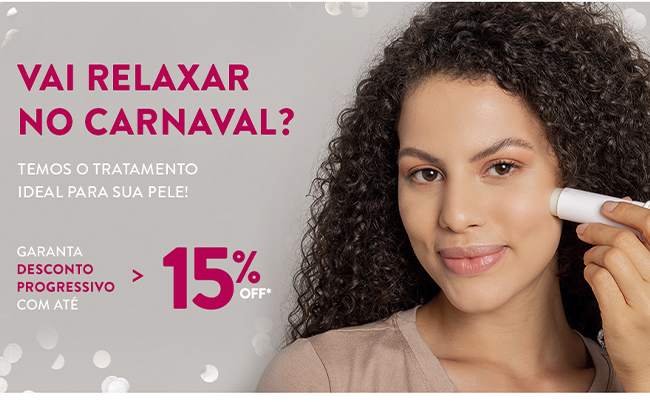 VAI RELAXAR
NO CARNAVAL?
TEMOS O TRATAMENTO
IDEAL PARA SUA PELE!
GARANTA
DESCONTO
PROGRESSIVO
COM ATÉ
>
15%
OFF*